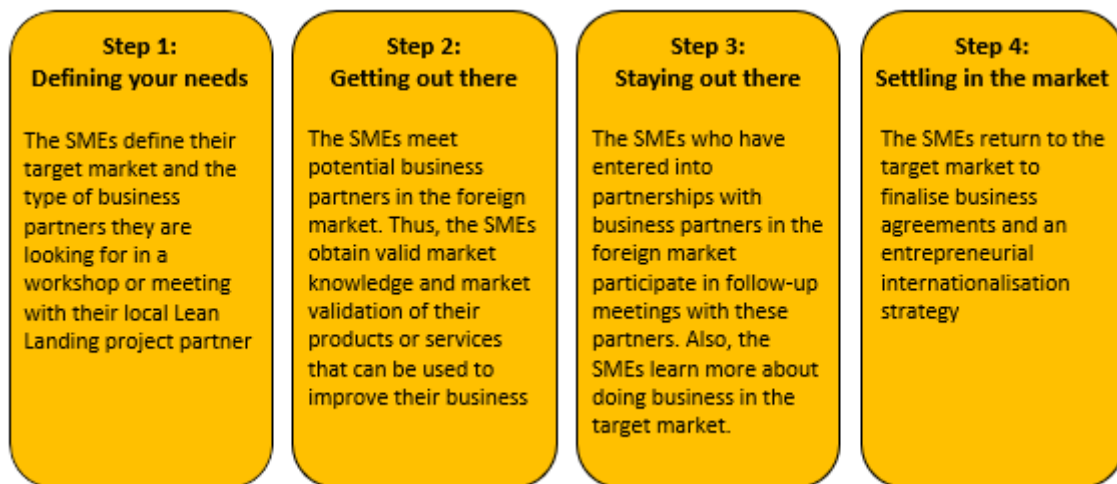 Step 1:
Defining your needs
The SMEs define their
target market and the
type of business
partners they are
looking for in a
workshop or meeting
with their local Lean
Landing project partner
Step 2:
Getting out there
The SMEs meet
potential business
partners in the foreign
market. Thus, the SMEs
obtain valid market
knowledge and market
validation of their
products or services
that can be used to
improve their business
Step 3:
Staying out there
The SMEs who have
entered into
partnerships with
business partners in the
foreign market
participate in follow-up
meetings with these
partners. Also, the
SMEs learn more about
doing business in the
target market.
Step 4:
Settling in the market
The SMEs return to the
target market to
finalise business
agreements and an
entrepreneurial
internationalisation
strategy